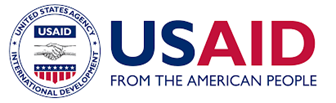 UNITED STATES AGENCY
USAID
INTERNATIONAL DEVELOPMENT
USAID
FROM THE AMERICAN PEOPLE